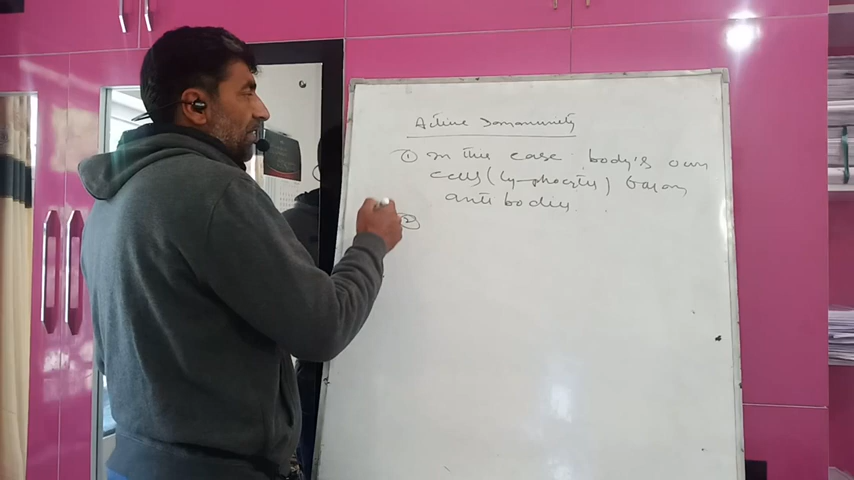 Active Immunity
① In this case body's own
cells (lymphocytes) form
antibodies
②